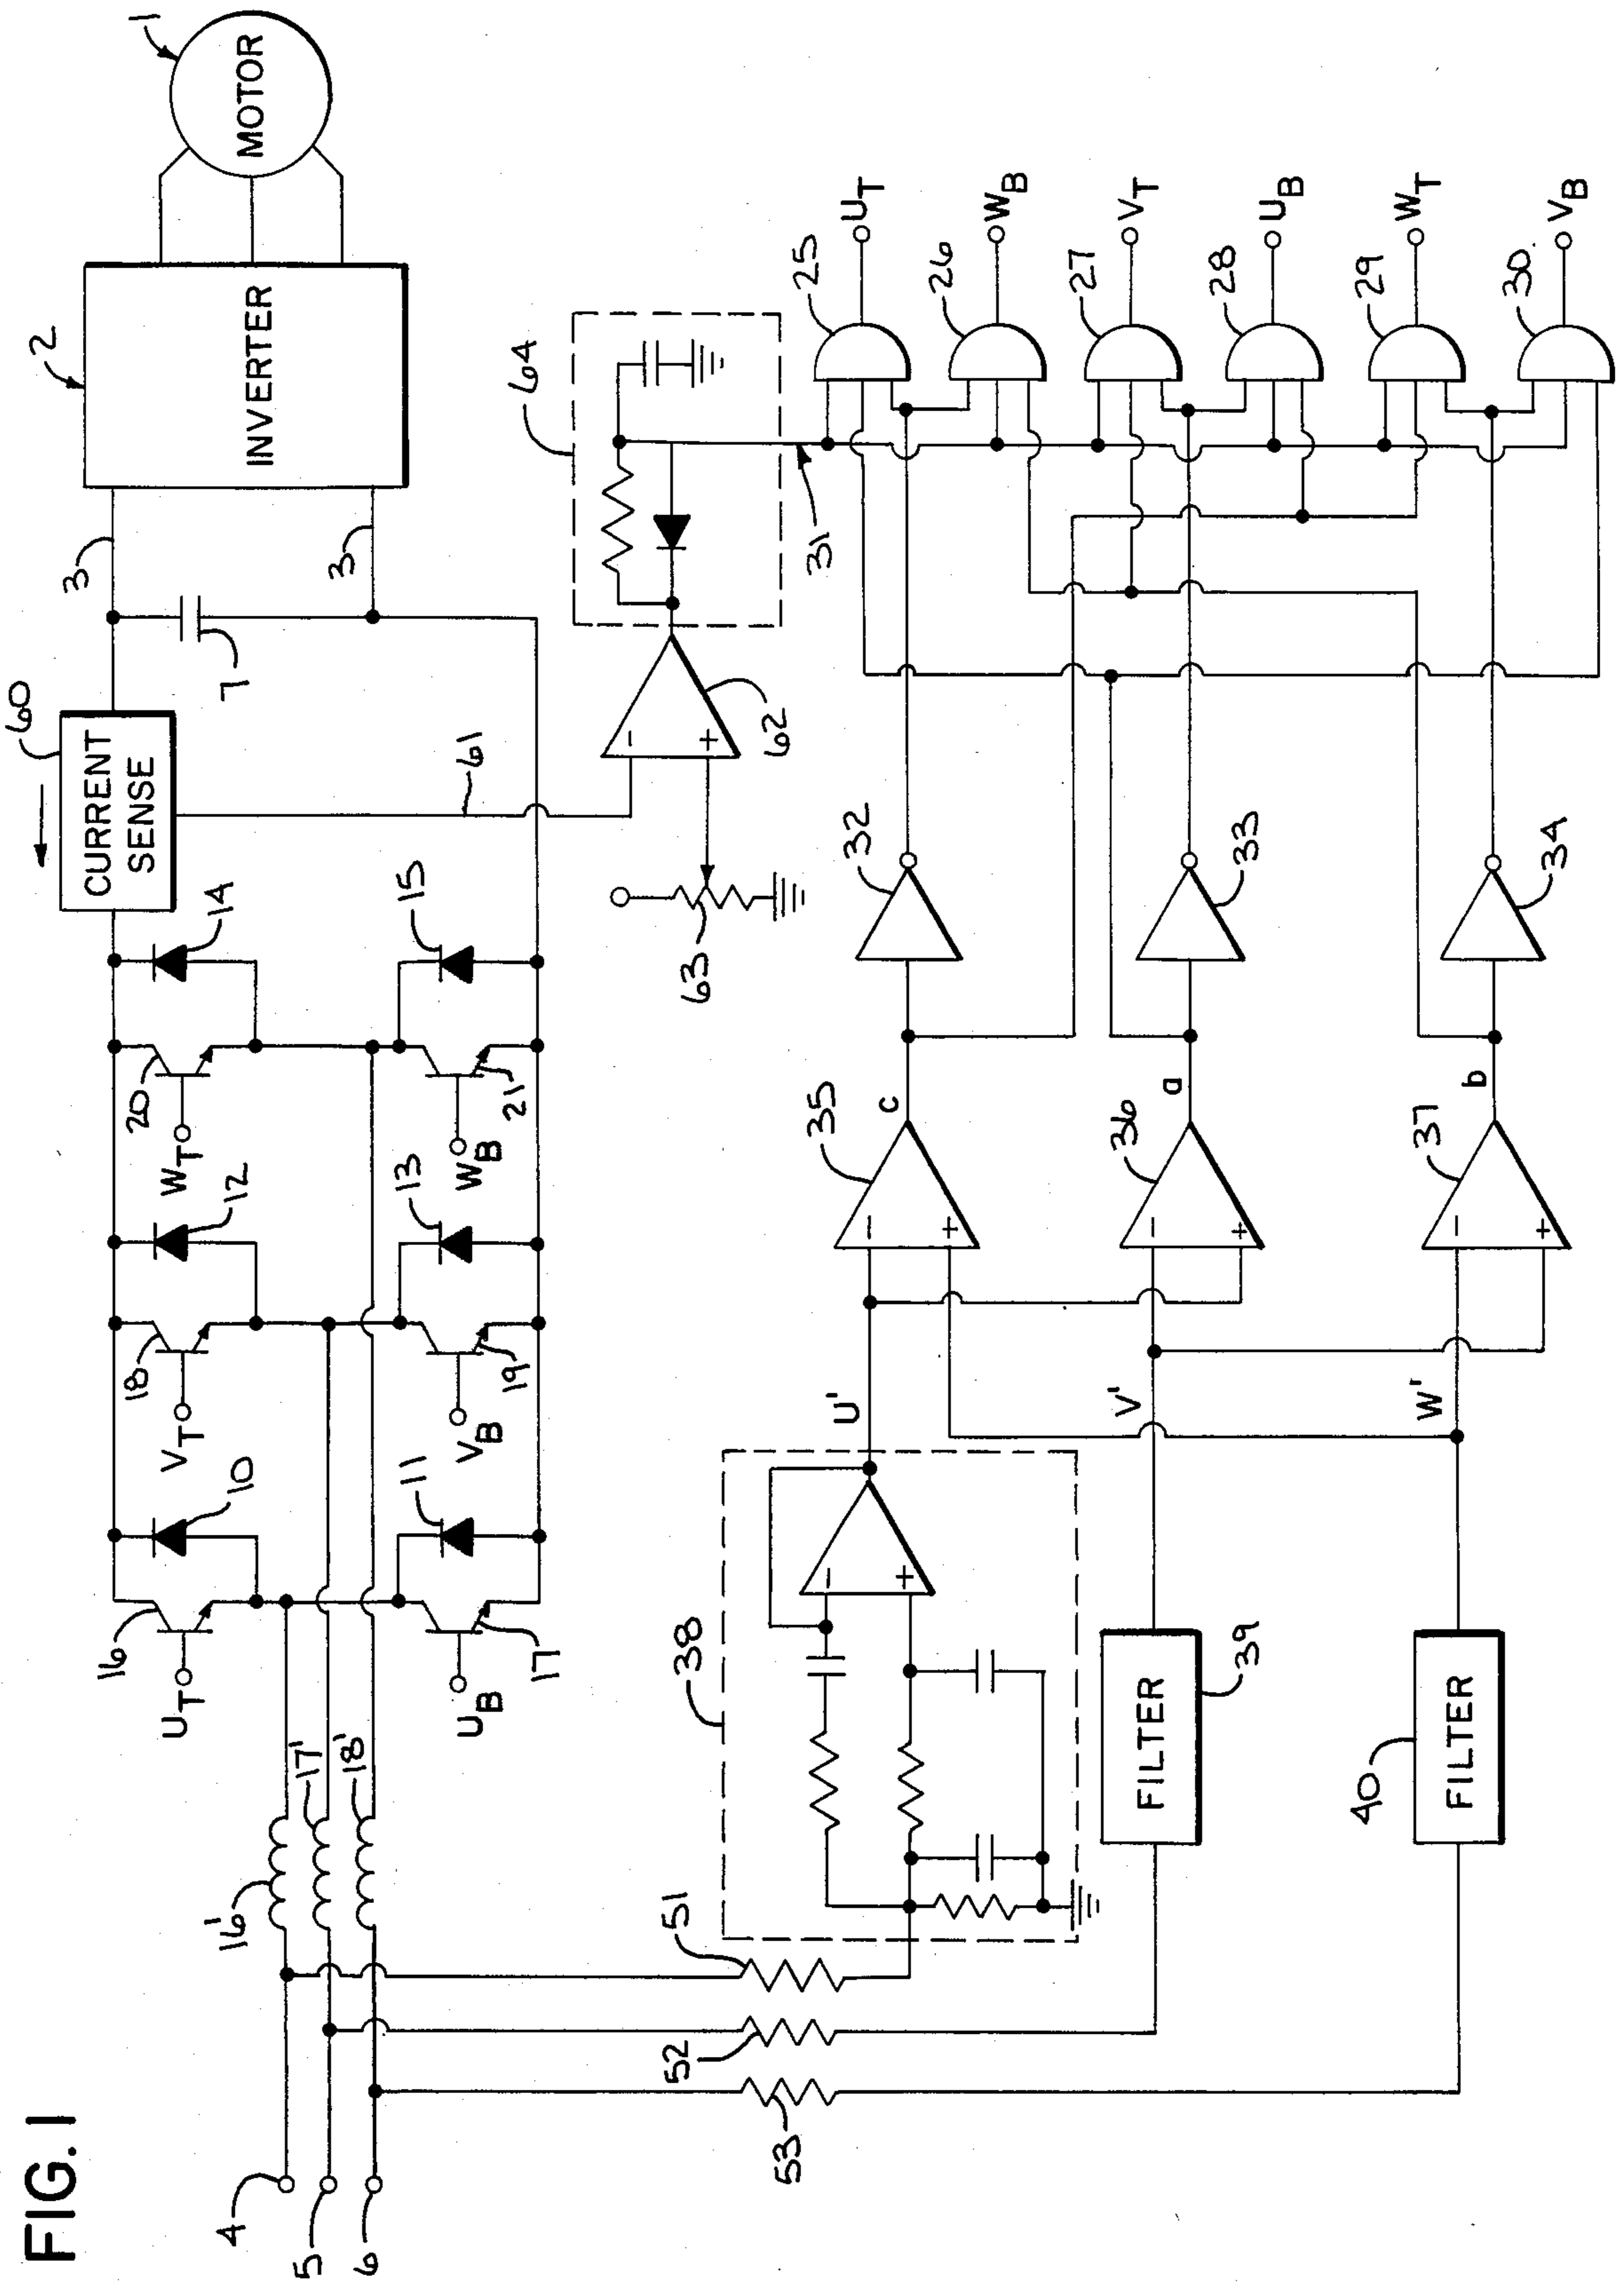 FIG. 1
4
5
6
16'
17'
18'
U_T
16
10
V_T
18
12
W_T
20
14
U_B
17
11
V_B
19
13
W_B
21
15
CURRENT
SENSE
60
7
3
3
INVERTER
2
MOTOR
1
61
63
-
+
62
64
31
53
52
51
38
-
+
U'
FILTER
39
V'
FILTER
40
W'
-
+
35
c
-
+
36
a
-
+
37
b
32
33
34
25
U_T
26
W_B
27
V_T
28
U_B
29
W_T
30
V_B